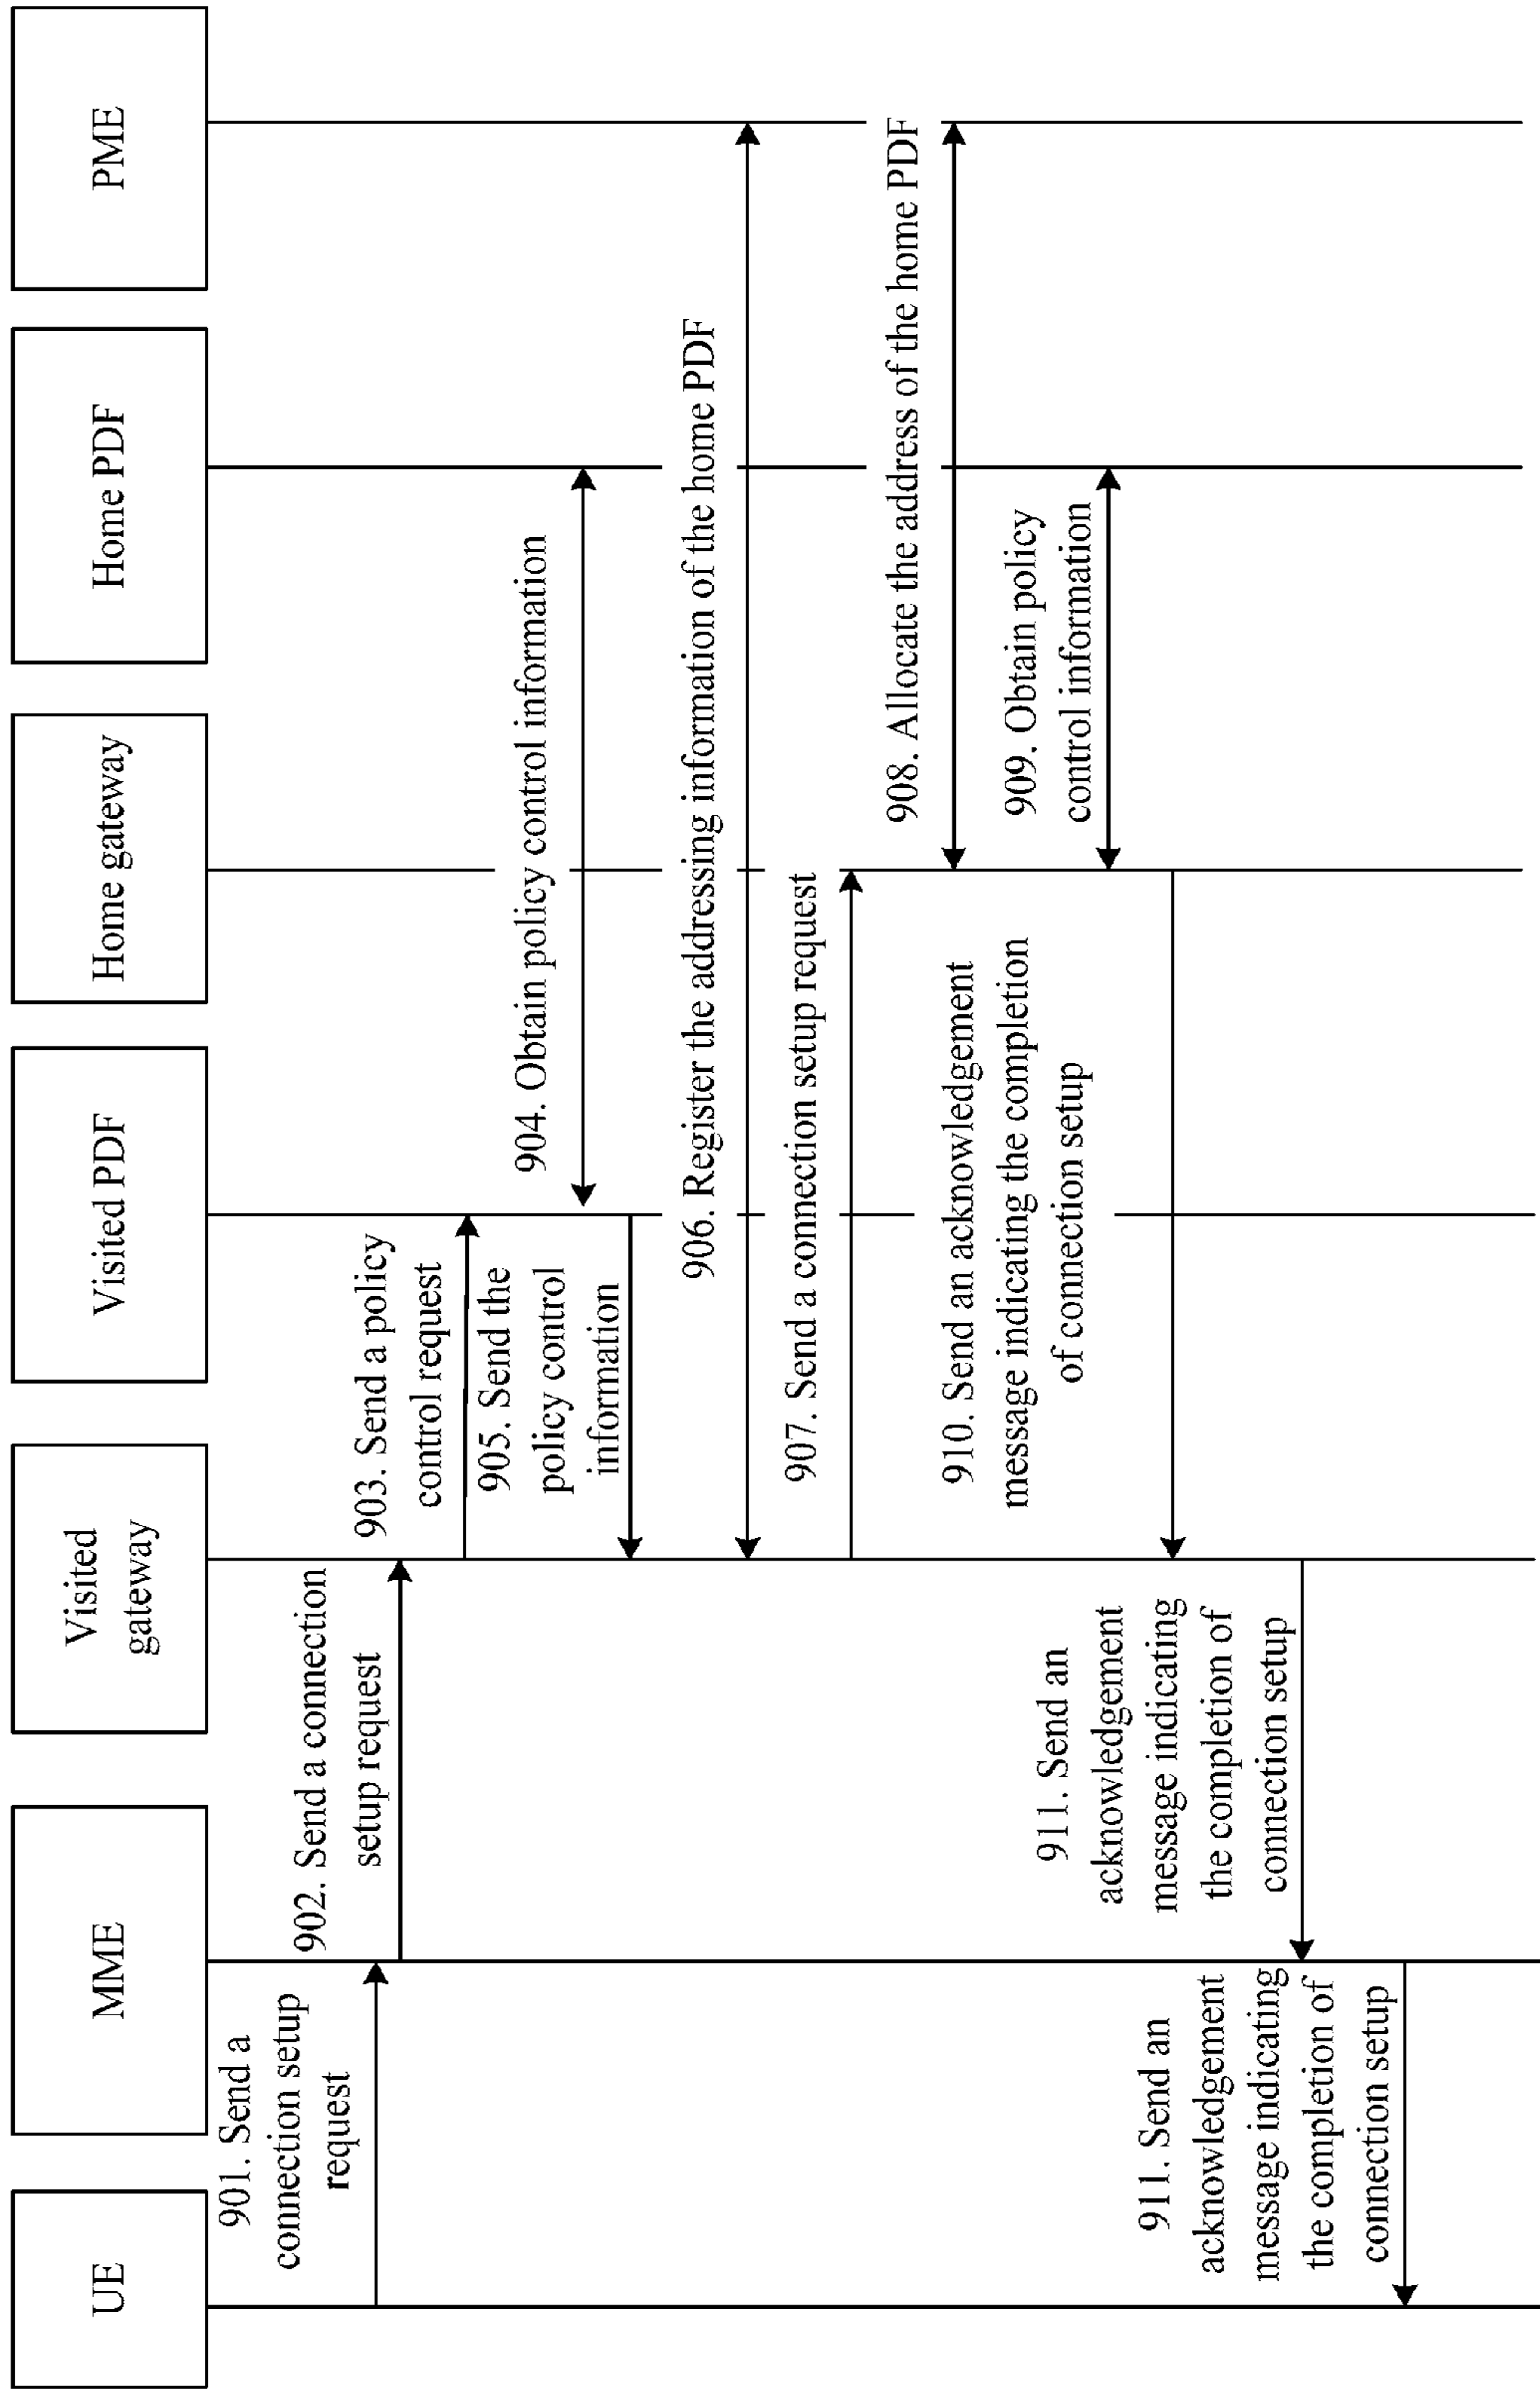 UE
MME
Visited
gateway
Visited PDF
Home gateway
Home PDF
PME
901. Send a
connection setup
request
902. Send a connection
setup request
903. Send a policy
control request
904. Obtain policy control information
905. Send the
policy control
information
906. Register the addressing information of the home PDF
907. Send a connection setup request
908. Allocate the address of the home PDF
909. Obtain policy
control information
910. Send an acknowledgement
message indicating the completion
of connection setup
911. Send an
acknowledgement
message indicating
the completion of
connection setup
911. Send an
acknowledgement
message indicating
the completion of
connection setup